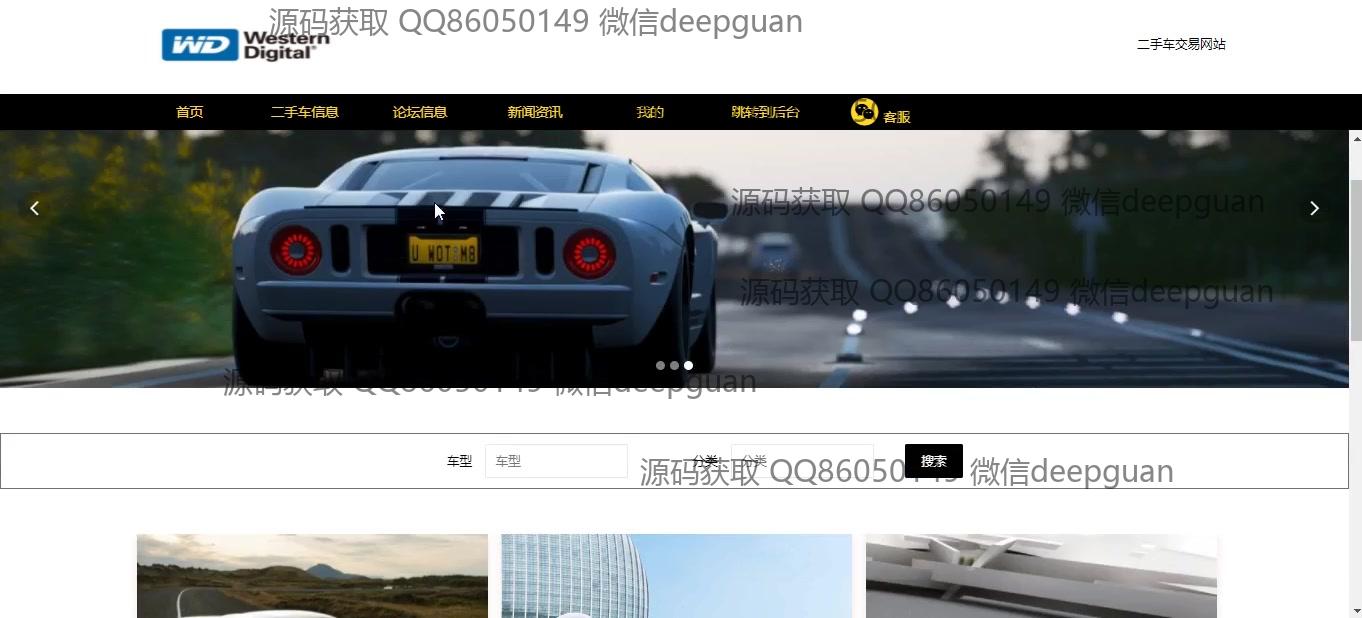 源码获取 QQ86050149 微信deepguan
WD Western Digital®
二手车交易网站
首页 二手车信息 论坛信息 新闻资讯 我的 跳转到后台 客服
源码获取 QQ86050149 微信deepguan
U WOT M8
源码获取 QQ86050149 微信deepguan
源码获取 QQ86050149 微信deepguan
车型 车型 分类 分类 搜索
源码获取 QQ86050149 微信deepguan